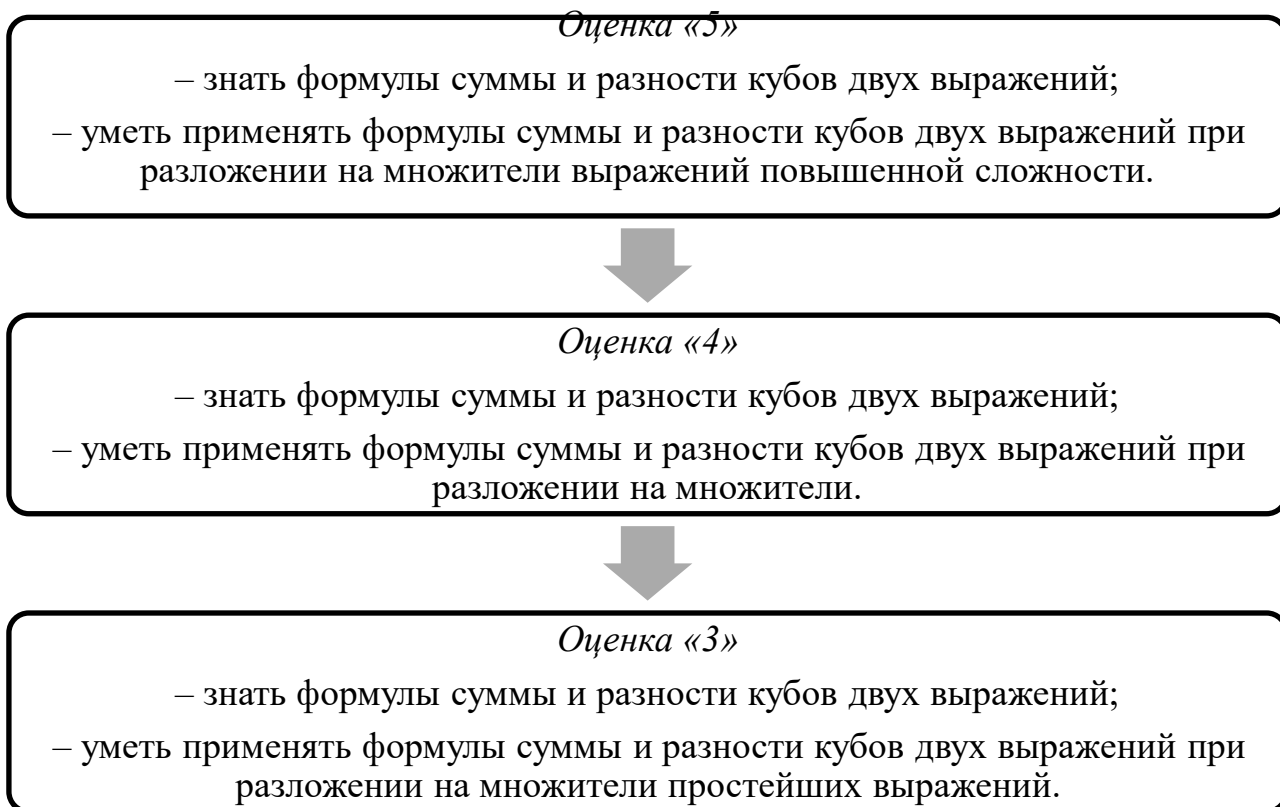 Оценка «5»
– знать формулы суммы и разности кубов двух выражений;
– уметь применять формулы суммы и разности кубов двух выражений при
разложении на множители выражений повышенной сложности.
Оценка «4»
– знать формулы суммы и разности кубов двух выражений;
– уметь применять формулы суммы и разности кубов двух выражений при
разложении на множители.
Оценка «3»
– знать формулы суммы и разности кубов двух выражений;
– уметь применять формулы суммы и разности кубов двух выражений при
разложении на множители простейших выражений.